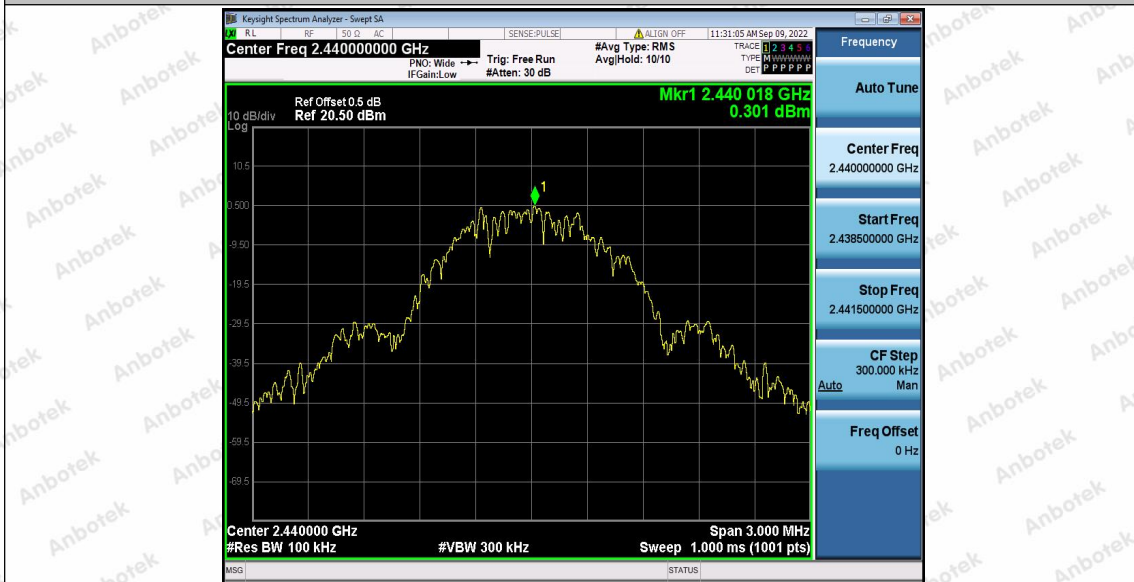 Keysight Spectrum Analyzer - Swept SA
LXI RL RF 50 Ω AC SENSE:PULSE ALIGN OFF 11:31:05 AM Sep 09, 2022
Center Freq 2.440000000 GHz
PNO: Wide
IFGain:Low
Trig: Free Run
#Atten: 30 dB
#Avg Type: RMS
Avg|Hold: 10/10
TRACE 1 2 3 4 5 6
TYPE M W W W W W
DET P P P P P P
Mkr1 2.440 018 GHz
0.301 dBm
Ref Offset 0.5 dB
10 dB/div Ref 20.50 dBm
Log
10.5
0.500
-9.50
-19.5
-29.5
-39.5
-49.5
-59.5
-69.5
1
Center 2.440000 GHz Span 3.000 MHz
#Res BW 100 kHz #VBW 300 kHz Sweep 1.000 ms (1001 pts)
MSG STATUS
Frequency
Auto Tune
Center Freq
2.440000000 GHz
Start Freq
2.438500000 GHz
Stop Freq
2.441500000 GHz
CF Step
300.000 kHz
Auto Man
Freq Offset
0 Hz
Anbotek